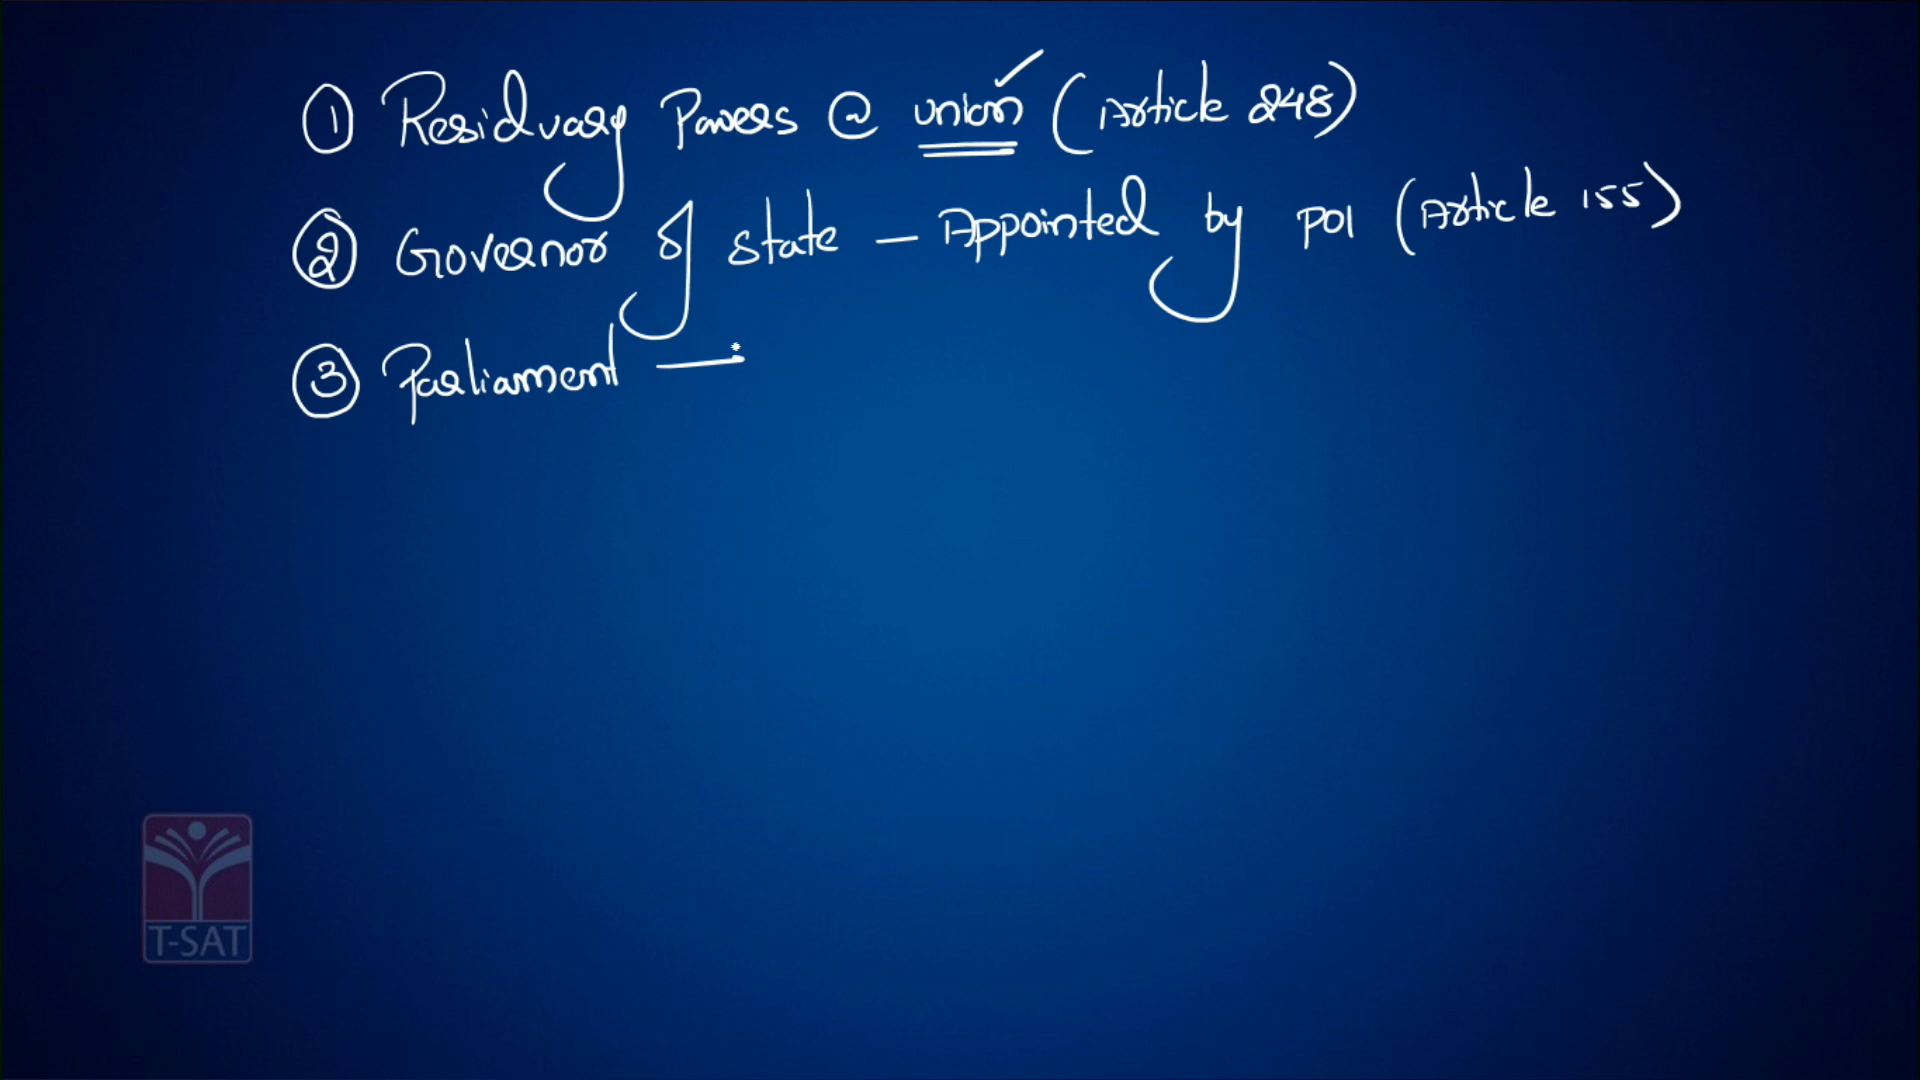 ① Residuary Powers @ union (Article 248)
② Governor of state – Appointed by POI (Article 155)
③ Parliament –
T-SAT